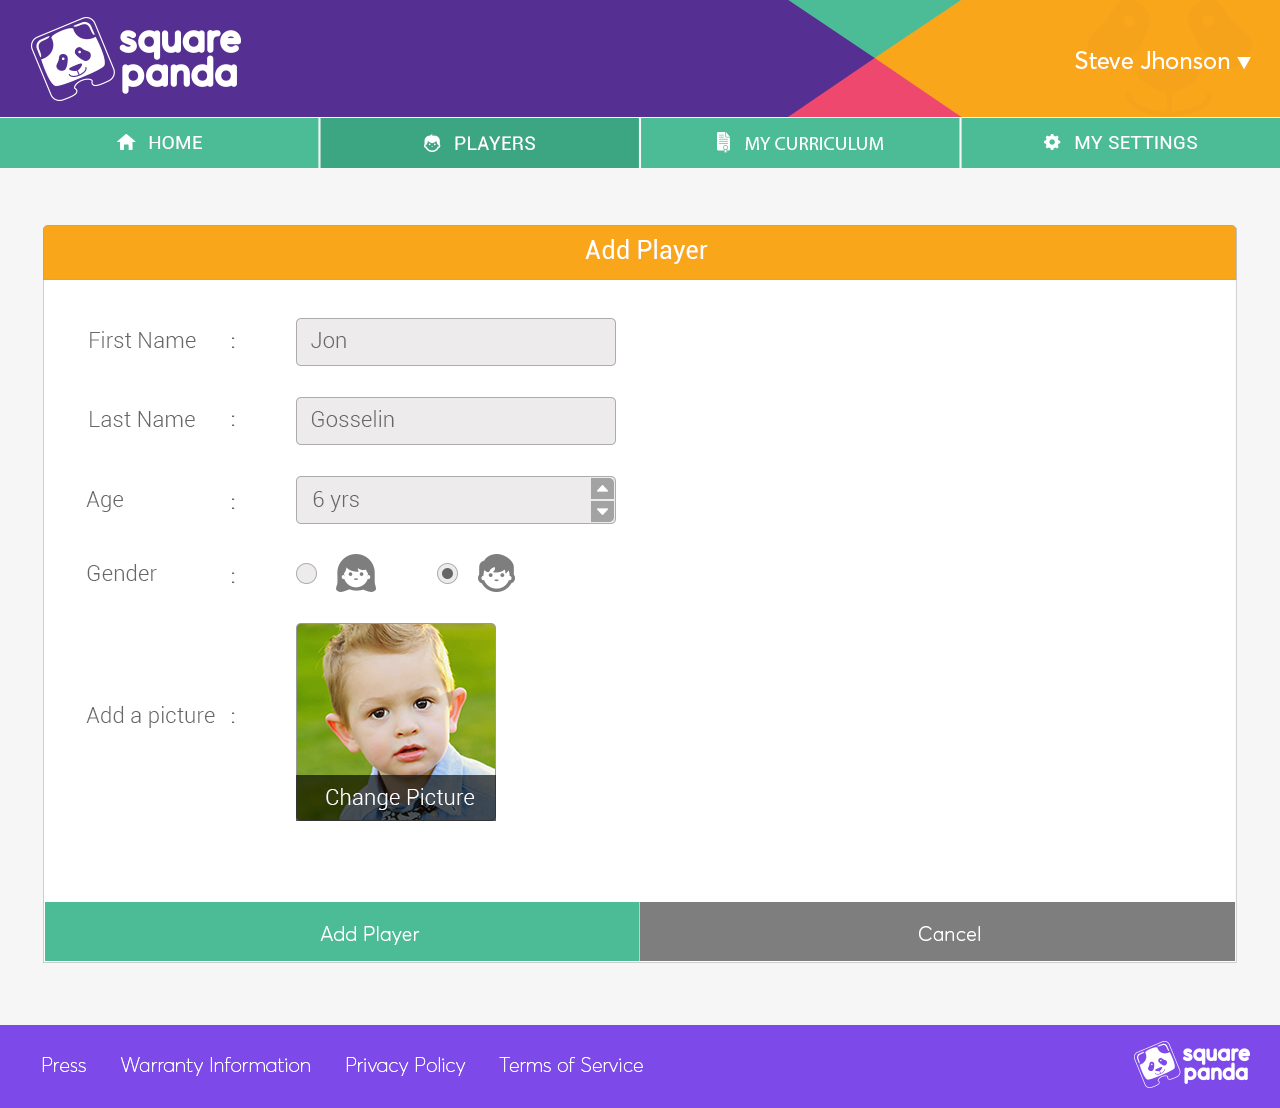 square
panda
Steve Jhonson ▼
HOME
PLAYERS
MY CURRICULUM
MY SETTINGS
Add Player
First Name :
Jon
Last Name :
Gosselin
Age :
6 yrs
Gender :
Add a picture :
Change Picture
Add Player
Cancel
Press
Warranty Information
Privacy Policy
Terms of Service
square
panda